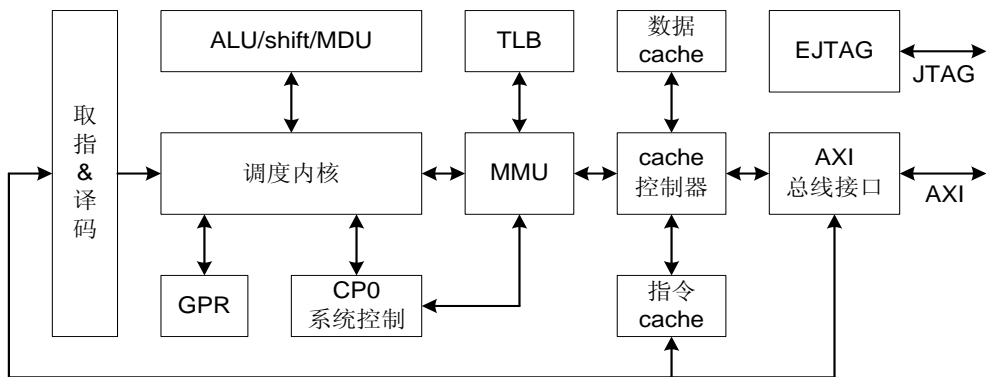 ALU/shift/MDU
TLB
数据
cache
EJTAG
JTAG
取
指
&
译
码
调度内核
MMU
cache
控制器
AXI
总线接口
AXI
GPR
CP0
系统控制
指令
cache